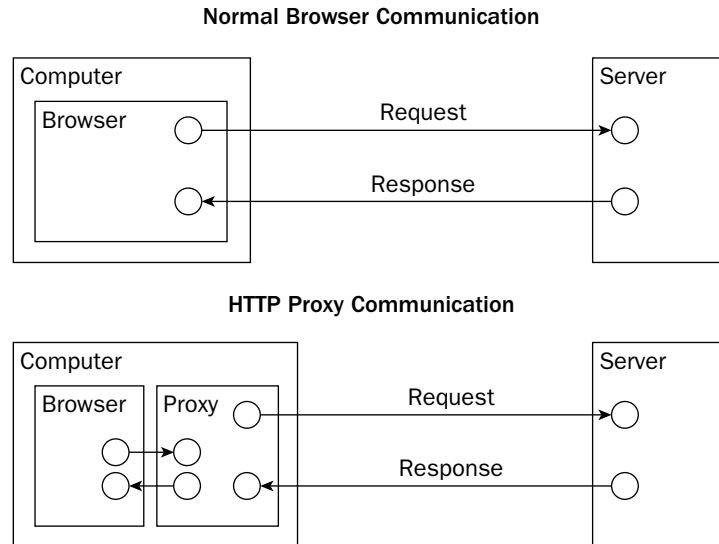 Normal Browser Communication
Computer
Server
Browser
Request
Response
HTTP Proxy Communication
Computer
Server
Browser
Proxy
Request
Response